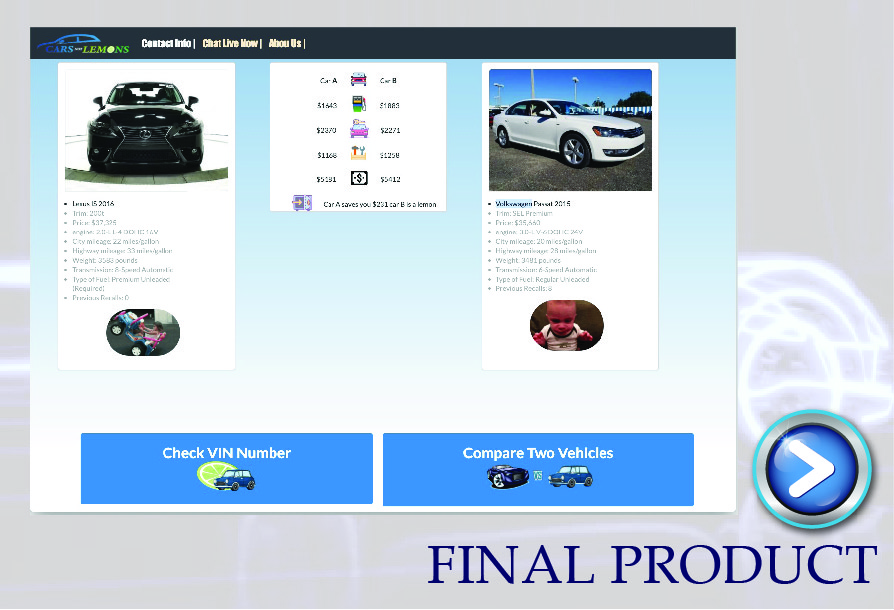 CARS NOT LEMONS
Contact Info | Chat Live Now | Abou Us |
Lexus IS 2016
Trim: 200t
Price: $37,325
City mileage: 22 miles/gallon
Highway mileage: 33 miles/gallon
Weight: 3583 pounds
Transmission: 8-Speed Automatic
Type of Fuel: Premium Unleaded
(Required)
Previous Recalls: 0
Car A Car B
$1643 $1883
$2370 $2271
$1168 $1258
$5181 $5412
Car A saves you $231 car B is a lemon
Volkswagen Passat 2015
Trim: SEL Premium
Price: $35,660
City mileage: 20 miles/gallon
Highway mileage: 28 miles/gallon
Weight: 3481 pounds
Transmission: 6-Speed Automatic
Type of Fuel: Regular Unleaded
Previous Recalls: 8
Check VIN Number
Compare Two Vehicles
FINAL PRODUCT